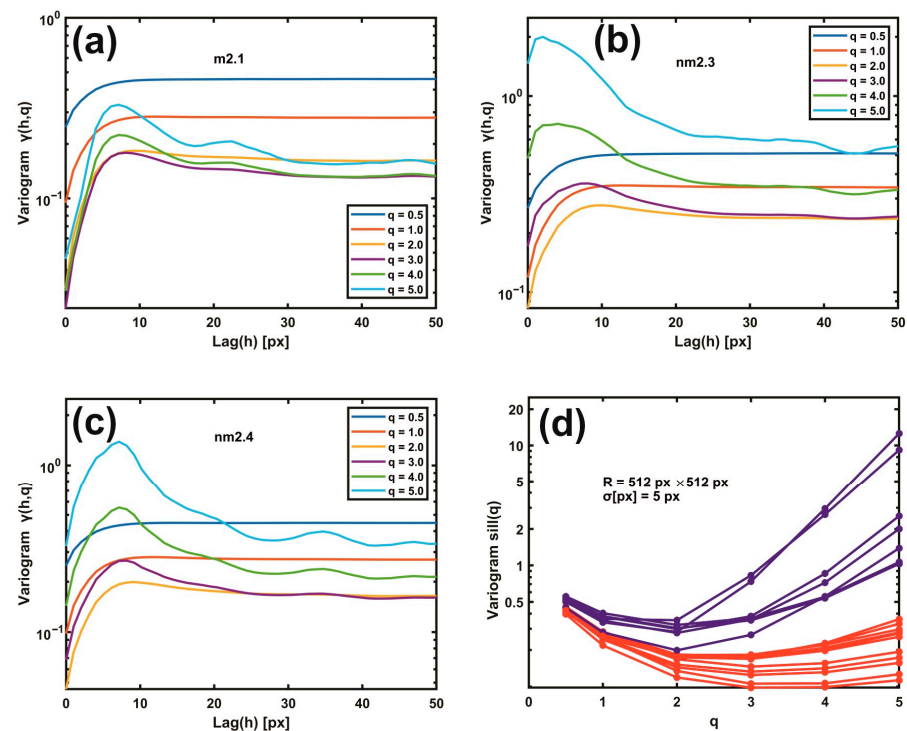 (a)
m2.1
Variogram γ(h,q)
10⁰
10⁻¹
0 10 20 30 40 50
Lag(h) [px]
q = 0.5
q = 1.0
q = 2.0
q = 3.0
q = 4.0
q = 5.0
(b)
nm2.3
Variogram γ(h,q)
10⁰
10⁻¹
0 10 20 30 40 50
Lag(h) [px]
q = 0.5
q = 1.0
q = 2.0
q = 3.0
q = 4.0
q = 5.0
(c)
nm2.4
Variogram γ(h,q)
10⁰
10⁻¹
0 10 20 30 40 50
Lag(h) [px]
q = 0.5
q = 1.0
q = 2.0
q = 3.0
q = 4.0
q = 5.0
(d)
R = 512 px ×512 px
σ[px] = 5 px
Variogram sill(q)
20
10
5
2
1
0.5
0 1 2 3 4 5
q